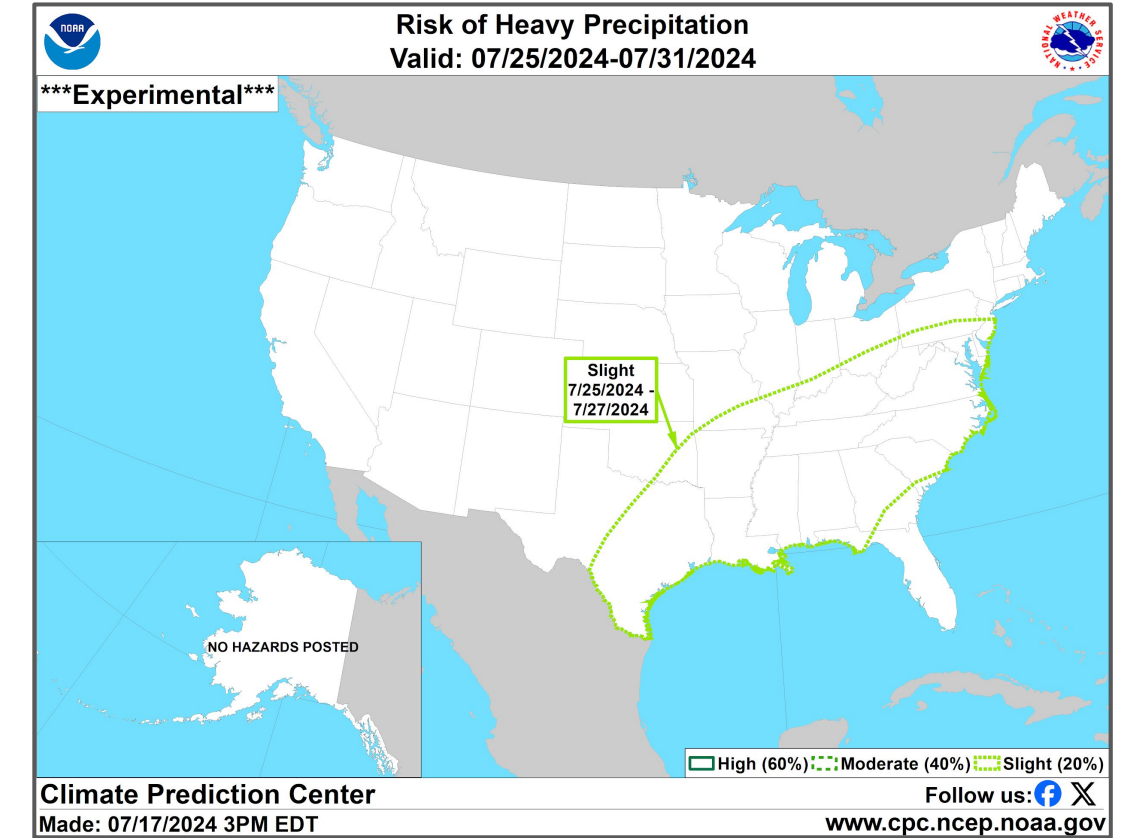 NOAA
Risk of Heavy Precipitation
Valid: 07/25/2024-07/31/2024
NATIONAL WEATHER SERVICE
***Experimental***
Slight
7/25/2024 -
7/27/2024
NO HAZARDS POSTED
High (60%) Moderate (40%) Slight (20%)
Climate Prediction Center
Follow us:
Made: 07/17/2024 3PM EDT
www.cpc.ncep.noaa.gov